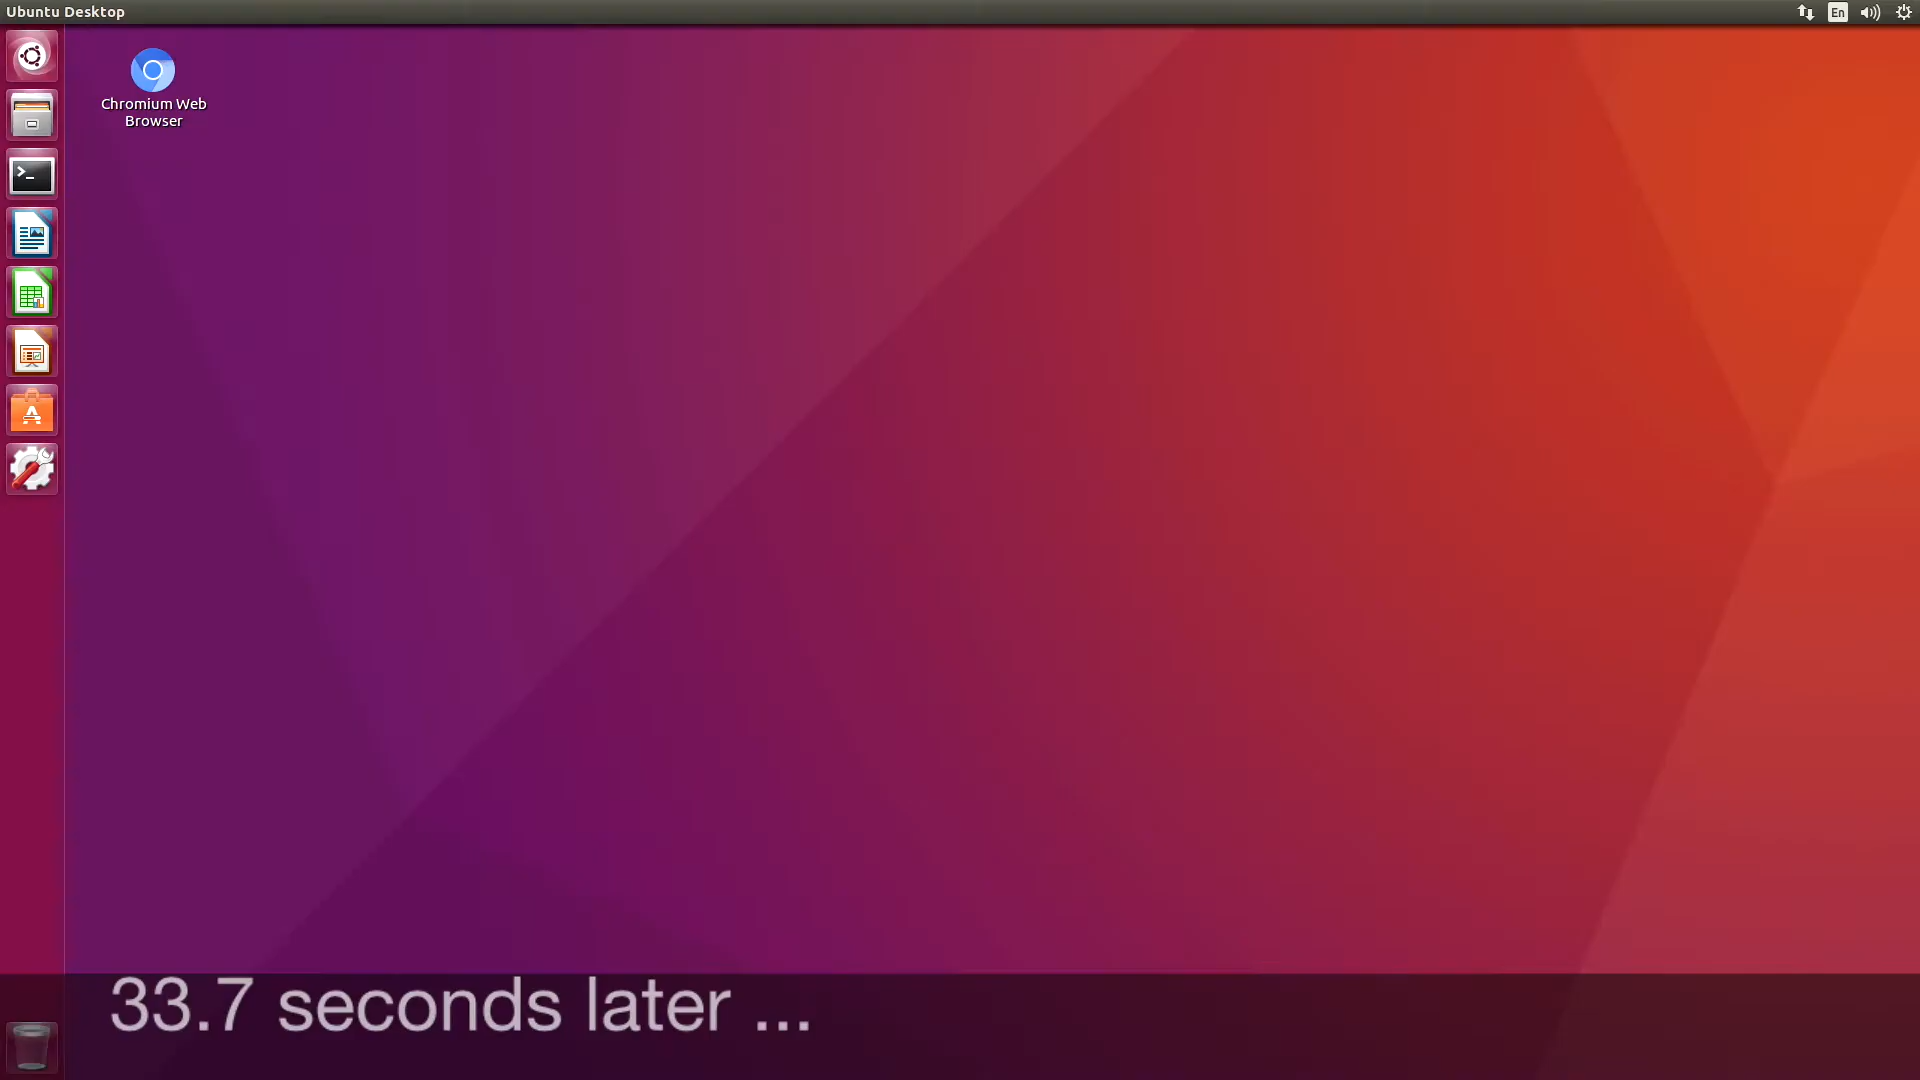 Ubuntu Desktop
En
Chromium Web
Browser
33.7 seconds later ...